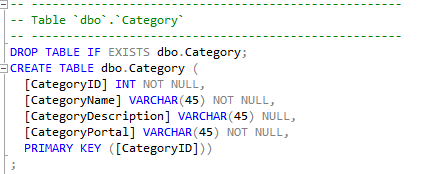 -- -----------------------------------------------------
-- Table `dbo`.`Category`
-- -----------------------------------------------------
DROP TABLE IF EXISTS dbo.Category;
CREATE TABLE dbo.Category (
  [CategoryID] INT NOT NULL,
  [CategoryName] VARCHAR(45) NOT NULL,
  [CategoryDescription] VARCHAR(45) NULL,
  [CategoryPortal] VARCHAR(45) NOT NULL,
  PRIMARY KEY ([CategoryID]))
;